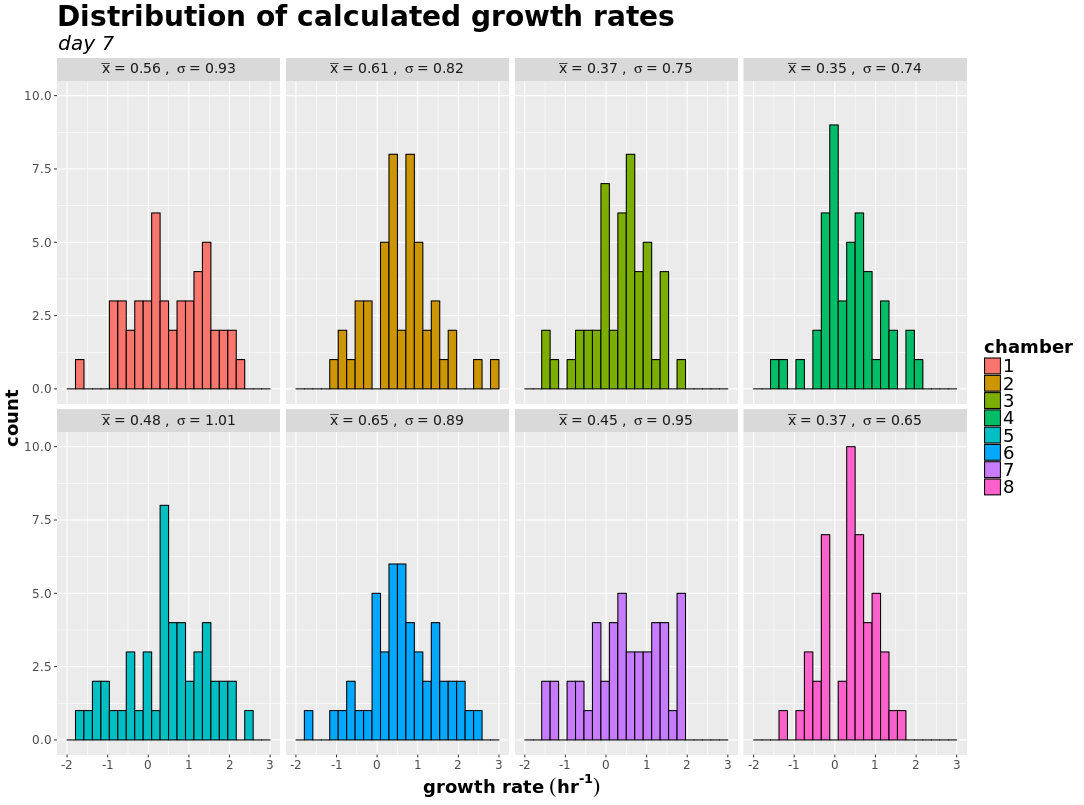 Distribution of calculated growth rates
day 7
x̅ = 0.56 , σ = 0.93
x̅ = 0.61 , σ = 0.82
x̅ = 0.37 , σ = 0.75
x̅ = 0.35 , σ = 0.74
10.0
7.5
5.0
2.5
0.0
x̅ = 0.48 , σ = 1.01
x̅ = 0.65 , σ = 0.89
x̅ = 0.45 , σ = 0.95
x̅ = 0.37 , σ = 0.65
10.0
7.5
5.0
2.5
0.0
-2 -1 0 1 2 3
-2 -1 0 1 2 3
-2 -1 0 1 2 3
-2 -1 0 1 2 3
count
growth rate (hr⁻¹)
chamber
1
2
3
4
5
6
7
8